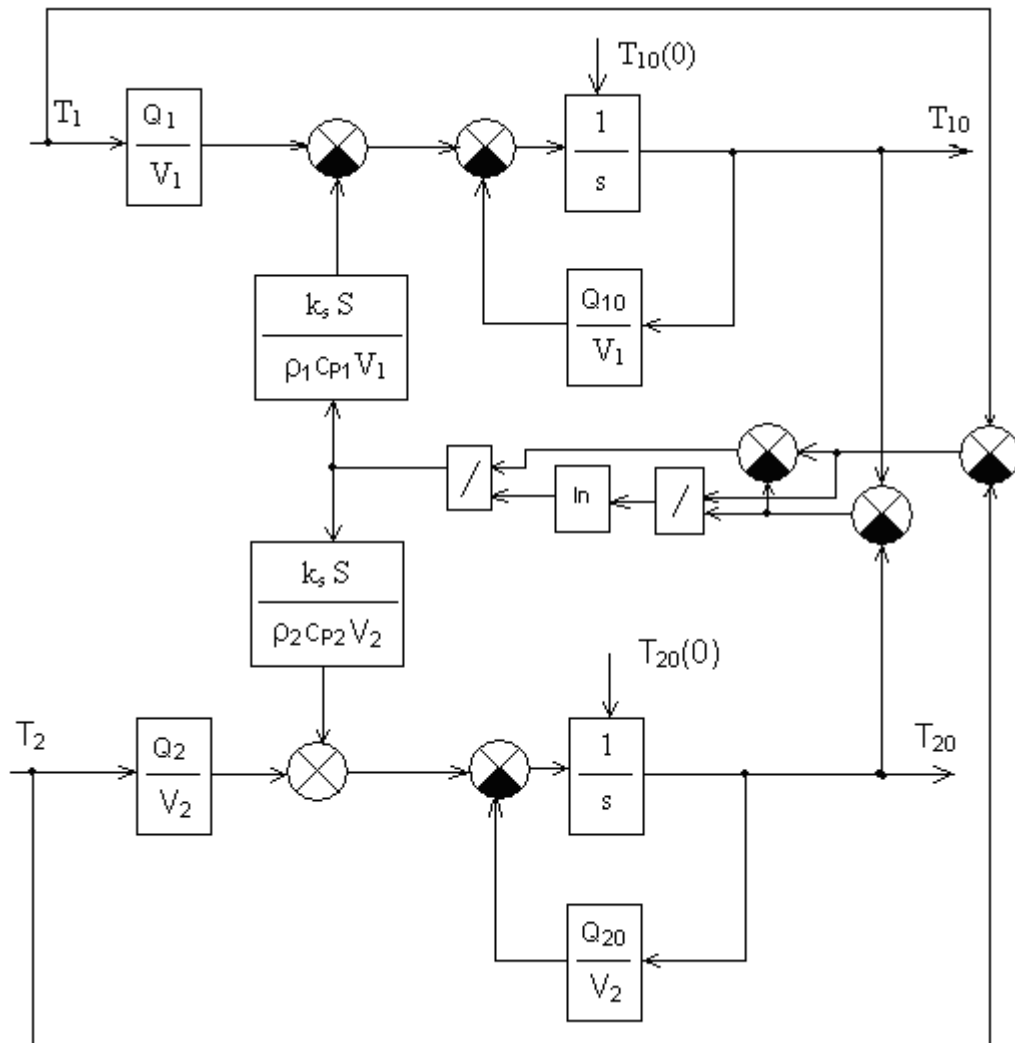 T10(0)
T1
Q1
V1
1
s
T10
Q10
V1
ks S
ρ1 cP1 V1
/
ln
/
ks S
ρ2 cP2 V2
T20(0)
T2
Q2
V2
1
s
T20
Q20
V2